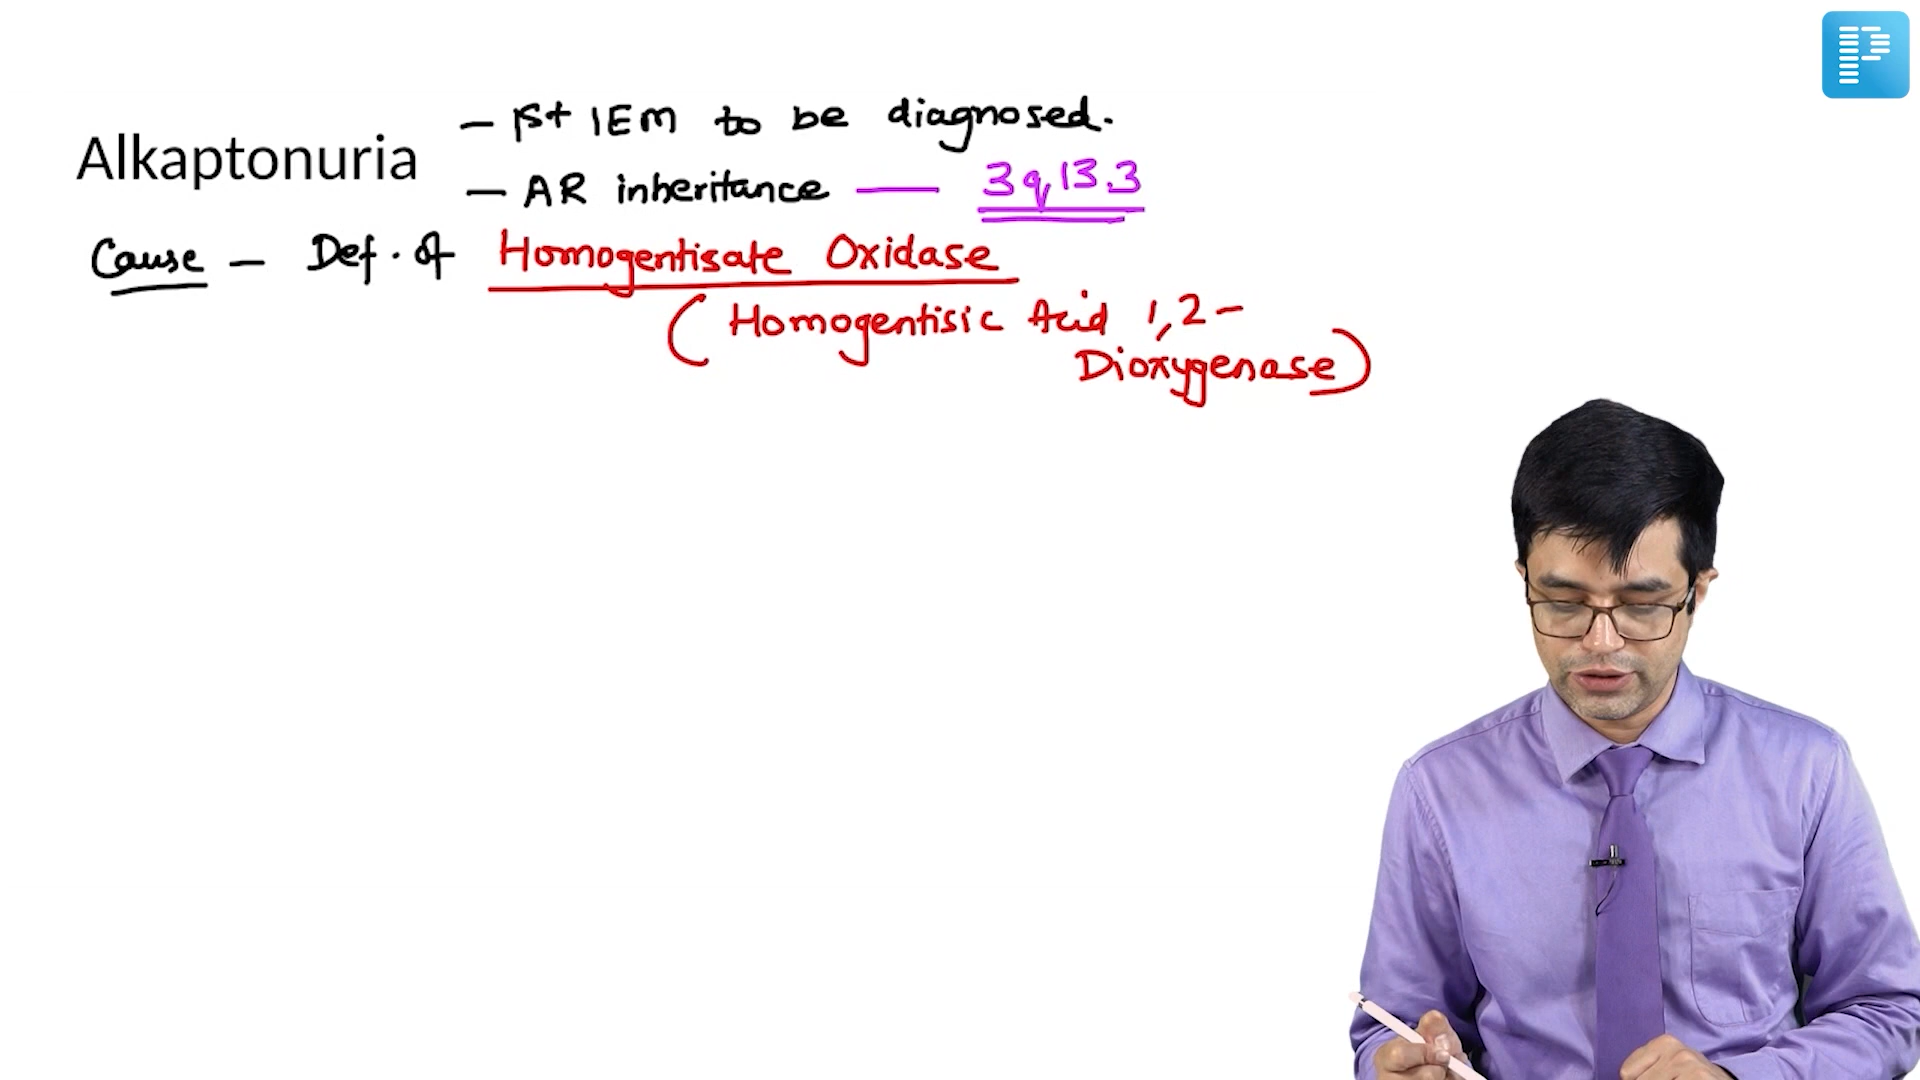 Alkaptonuria
– 1st IEM to be diagnosed.
– AR inheritance — 3q13.3
Cause – Def. of Homogentisate Oxidase
(Homogentisic Acid 1,2-
Dioxygenase)